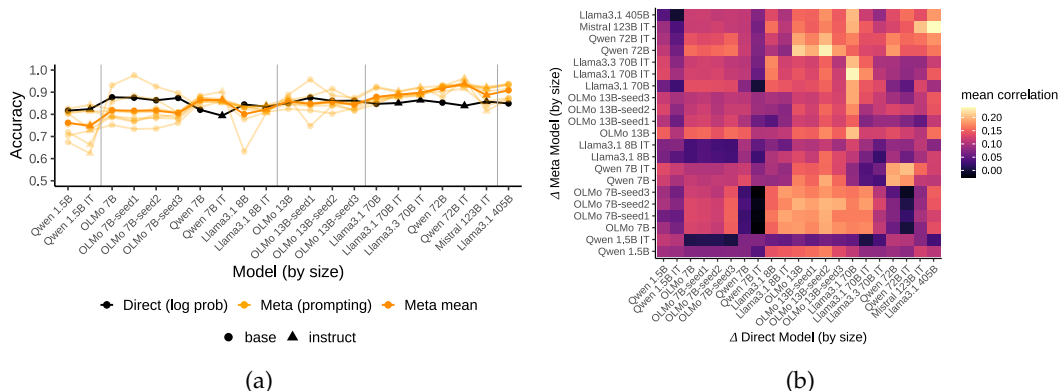 1.0
0.9
0.8
0.7
0.6
0.5
Accuracy
Qwen 1.5B
Qwen 1.5B IT
OLMo 7B
OLMo 7B-seed1
OLMo 7B-seed2
OLMo 7B-seed3
Qwen 7B
Qwen 7B IT
Llama3.1 8B
Llama3.1 8B IT
OLMo 13B
OLMo 13B-seed1
OLMo 13B-seed2
OLMo 13B-seed3
Llama3.1 70B
Llama3.1 70B IT
Llama3.3 70B IT
Qwen 72B
Qwen 72B IT
Mistral 123B IT
Llama3.1 405B
Model (by size)
Direct (log prob) Meta (prompting) Meta mean
base instruct
(a)
Δ Meta Model (by size)
Llama3.1 405B
Mistral 123B IT
Qwen 72B IT
Qwen 72B
Llama3.3 70B IT
Llama3.1 70B IT
Llama3.1 70B
OLMo 13B-seed3
OLMo 13B-seed2
OLMo 13B-seed1
OLMo 13B
Llama3.1 8B IT
Llama3.1 8B
Qwen 7B IT
Qwen 7B
OLMo 7B-seed3
OLMo 7B-seed2
OLMo 7B-seed1
OLMo 7B
Qwen 1,5B IT
Qwen 1.5B
Qwen 1.5B
Qwen 1.5B IT
OLMo 7B
OLMo 7B-seed1
OLMo 7B-seed2
OLMo 7B-seed3
Qwen 7B
Qwen 7B IT
Llama3.1 8B
Llama3.1 8B IT
OLMo 13B
OLMo 13B-seed1
OLMo 13B-seed2
OLMo 13B-seed3
Llama3.1 70B
Llama3.1 70B IT
Llama3.3 70B IT
Qwen 72B
Qwen 72B IT
Mistral 123B IT
Llama3.1 405B
Δ Direct Model (by size)
mean correlation
0.20
0.15
0.10
0.05
0.00
(b)